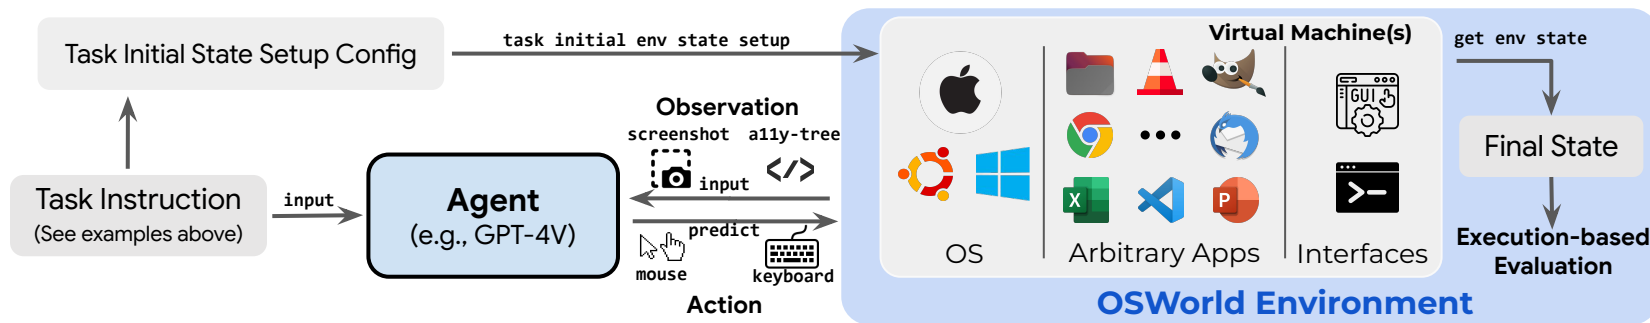 Task Initial State Setup Config
task initial env state setup
Virtual Machine(s)
get env state
Observation
screenshot a11y-tree
GUI
Task Instruction
(See examples above)
input
Agent
(e.g., GPT-4V)
input
predict
mouse
keyboard
Action
X
P
OS
Arbitrary Apps
Interfaces
Final State
Execution-based
Evaluation
OSWorld Environment